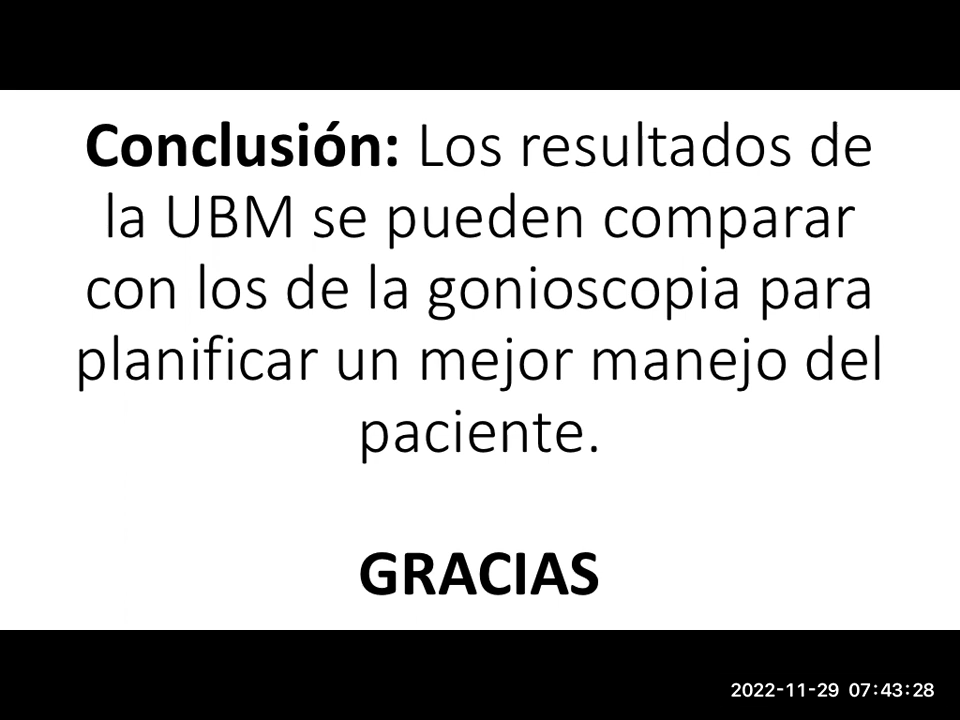 Conclusión: Los resultados de
la UBM se pueden comparar
con los de la gonioscopia para
planificar un mejor manejo del
paciente.
GRACIAS
2022-11-29 07:43:28